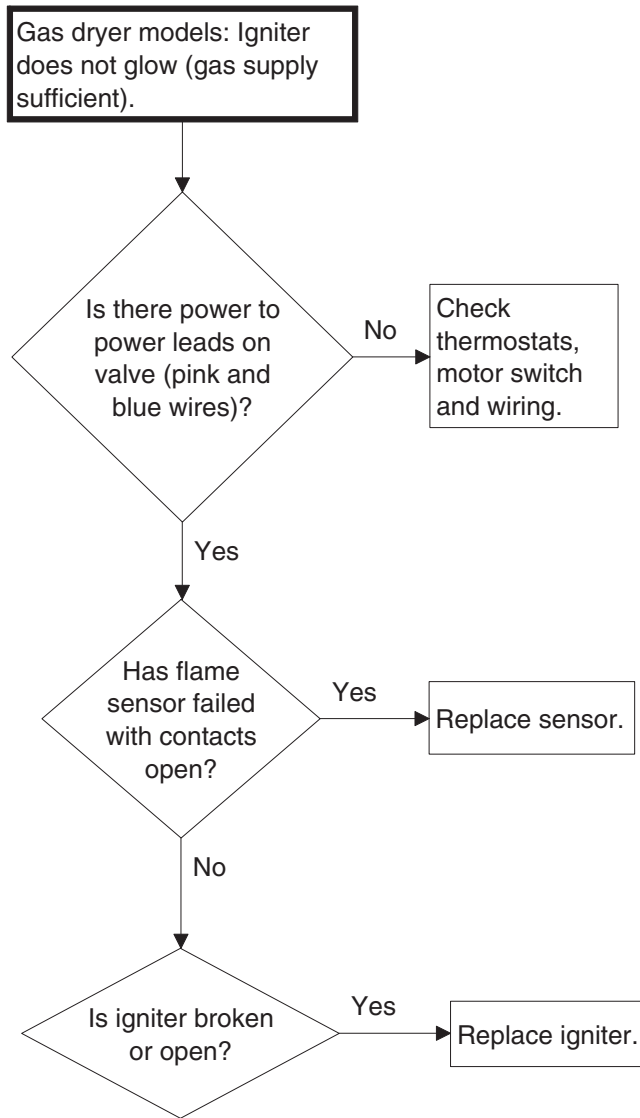 Gas dryer models: Igniter
does not glow (gas supply
sufficient).
Is there power to
power leads on
valve (pink and
blue wires)?
No
Check
thermostats,
motor switch
and wiring.
Yes
Has flame
sensor failed
with contacts
open?
Yes
Replace sensor.
No
Is igniter broken
or open?
Yes
Replace igniter.